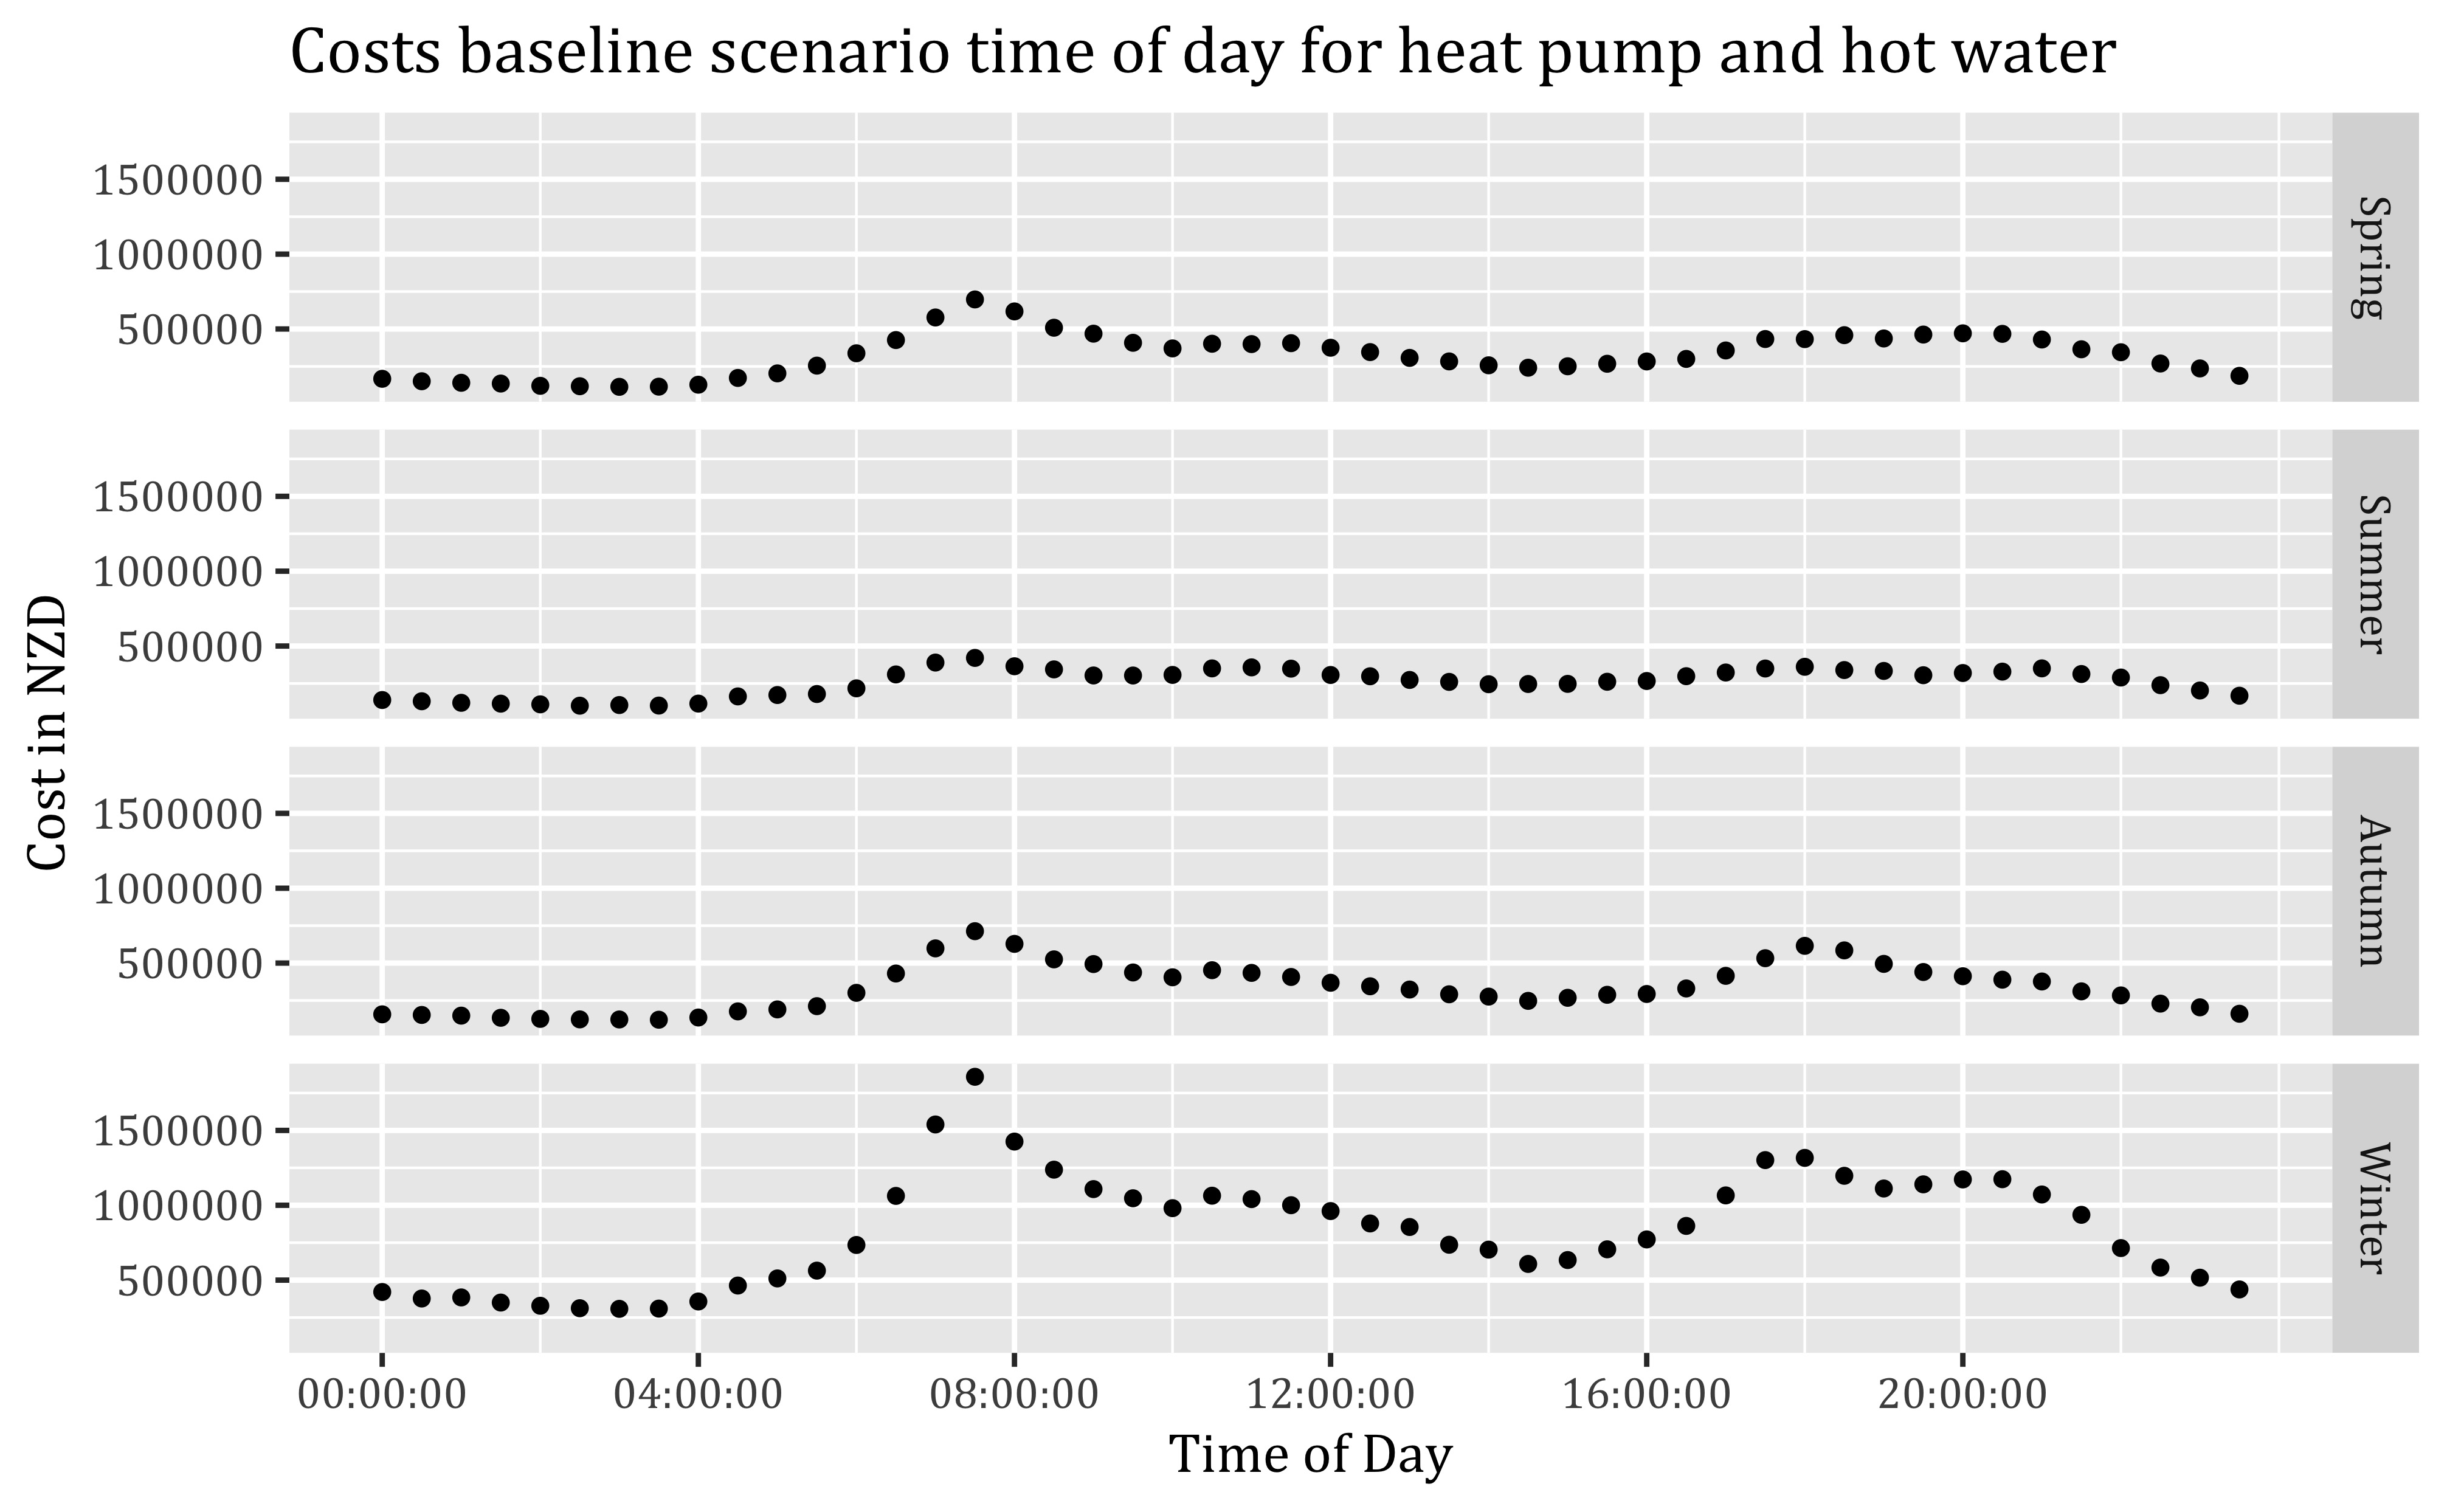 Costs baseline scenario time of day for heat pump and hot water
Cost in NZD
1500000
1000000
500000
Spring
1500000
1000000
500000
Summer
1500000
1000000
500000
Autumn
1500000
1000000
500000
Winter
00:00:00 04:00:00 08:00:00 12:00:00 16:00:00 20:00:00
Time of Day